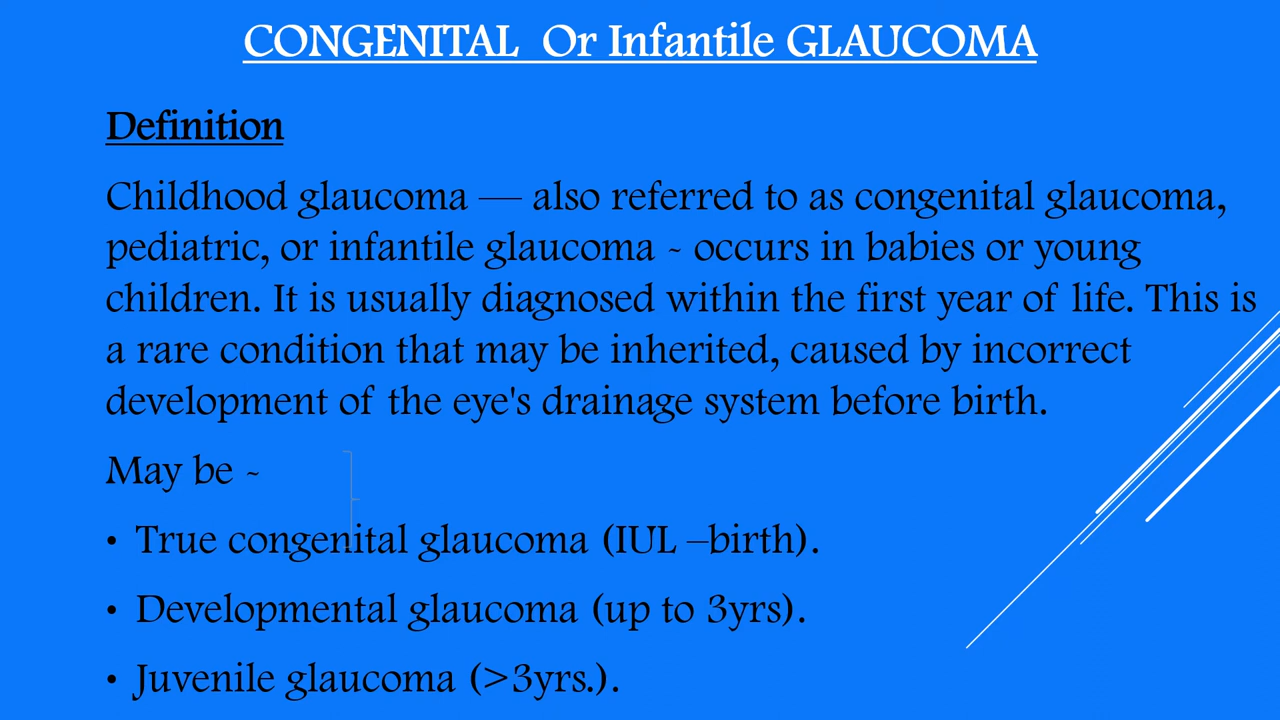 CONGENITAL Or Infantile GLAUCOMA
Definition
Childhood glaucoma — also referred to as congenital glaucoma,
pediatric, or infantile glaucoma - occurs in babies or young
children. It is usually diagnosed within the first year of life. This is
a rare condition that may be inherited, caused by incorrect
development of the eye's drainage system before birth.
May be -
• True congenital glaucoma (IUL –birth).
• Developmental glaucoma (up to 3yrs).
• Juvenile glaucoma (>3yrs.).